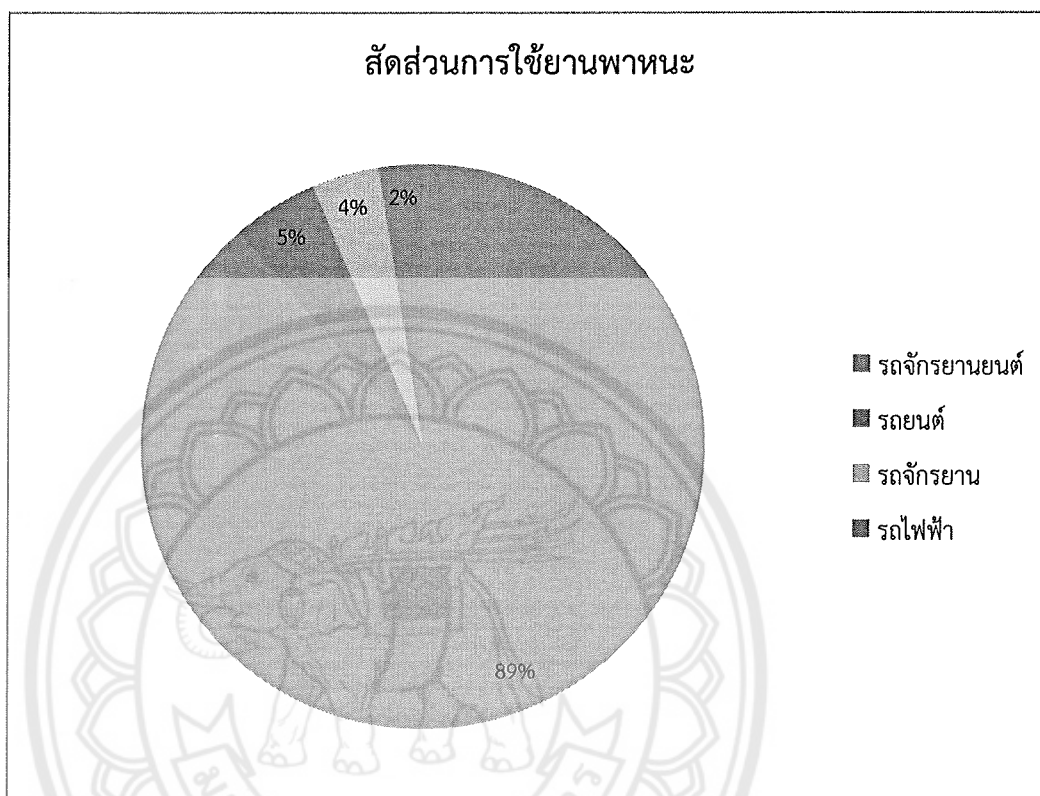 สัดส่วนการใช้ยานพาหนะ
2%
4%
5%
89%
รถจักรยานยนต์
รถยนต์
รถจักรยาน
รถไฟฟ้า